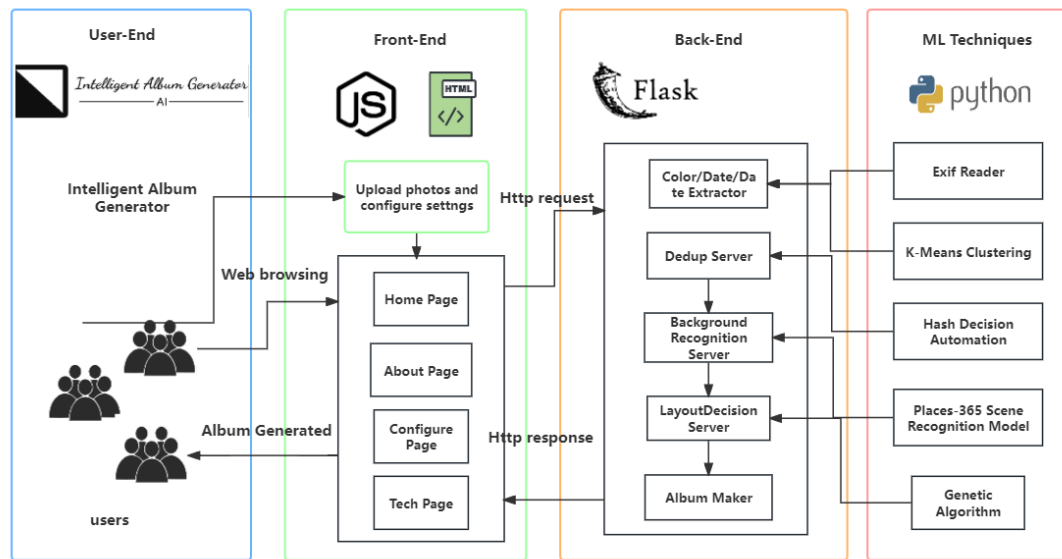 User-End
Intelligent Album Generator
AI
Intelligent Album
Generator
Web browsing
Album Generated
users
Front-End
JS
HTML
</>
Upload photos and
configure settngs
Home Page
About Page
Configure
Page
Tech Page
Http request
Http response
Back-End
Flask
Color/Date/Da
te Extractor
Dedup Server
Background
Recognition
Server
LayoutDecision
Server
Album Maker
ML Techniques
python
Exif Reader
K-Means Clustering
Hash Decision
Automation
Places-365 Scene
Recognition Model
Genetic
Algorithm